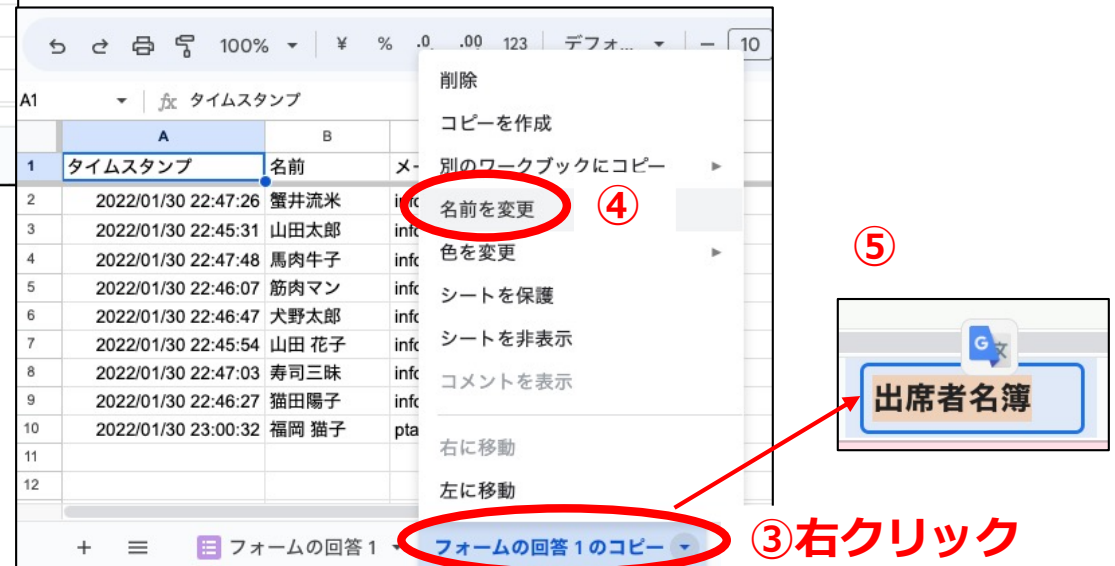 100% ¥ % .0 .00 123 デフォ... − 10
A1 fx タイムスタンプ
A B
1 タイムスタンプ 名前 メー
2 2022/01/30 22:47:26 蟹井流米
3 2022/01/30 22:45:31 山田太郎 info
4 2022/01/30 22:47:48 馬肉牛子 info
5 2022/01/30 22:46:07 筋肉マン info
6 2022/01/30 22:46:47 犬野太郎 info
7 2022/01/30 22:45:54 山田 花子 info
8 2022/01/30 22:47:03 寿司三昧 info
9 2022/01/30 22:46:27 猫田陽子 info
10 2022/01/30 23:00:32 福岡 猫子 pta
11
12
削除
コピーを作成
別のワークブックにコピー
名前を変更 ④
色を変更
シートを保護
シートを非表示
コメントを表示
右に移動
左に移動
+ フォームの回答 1 フォームの回答 1 のコピー
③右クリック
⑤
G 文
出席者名簿